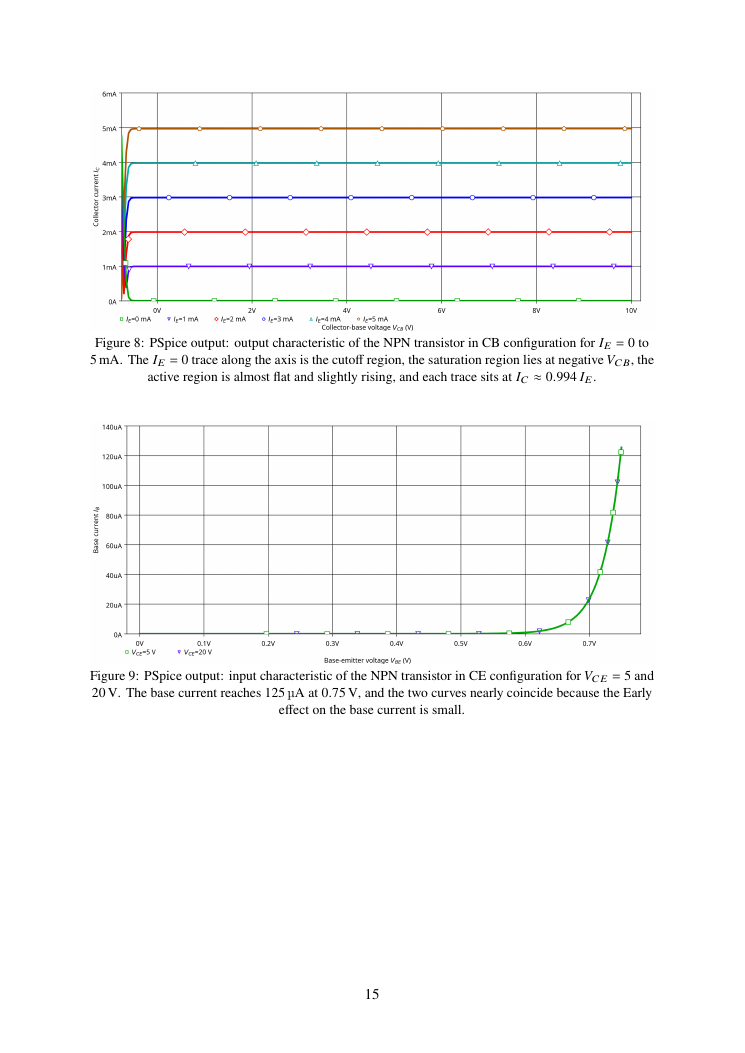 6mA
5mA
4mA
3mA
2mA
1mA
0A
Collector current I_C
0V 2V 4V 6V 8V 10V
I_E=0 mA I_E=1 mA I_E=2 mA I_E=3 mA I_E=4 mA I_E=5 mA
Collector-base voltage V_CB (V)
Figure 8: PSpice output: output characteristic of the NPN transistor in CB configuration for I_E = 0 to
5 mA. The I_E = 0 trace along the axis is the cutoff region, the saturation region lies at negative V_CB, the
active region is almost flat and slightly rising, and each trace sits at I_C ≈ 0.994 I_E.
140uA
120uA
100uA
80uA
60uA
40uA
20uA
0A
Base current I_B
0V 0.1V 0.2V 0.3V 0.4V 0.5V 0.6V 0.7V
V_CE=5 V V_CE=20 V
Base-emitter voltage V_BE (V)
Figure 9: PSpice output: input characteristic of the NPN transistor in CE configuration for V_CE = 5 and
20 V. The base current reaches 125 µA at 0.75 V, and the two curves nearly coincide because the Early
effect on the base current is small.
15